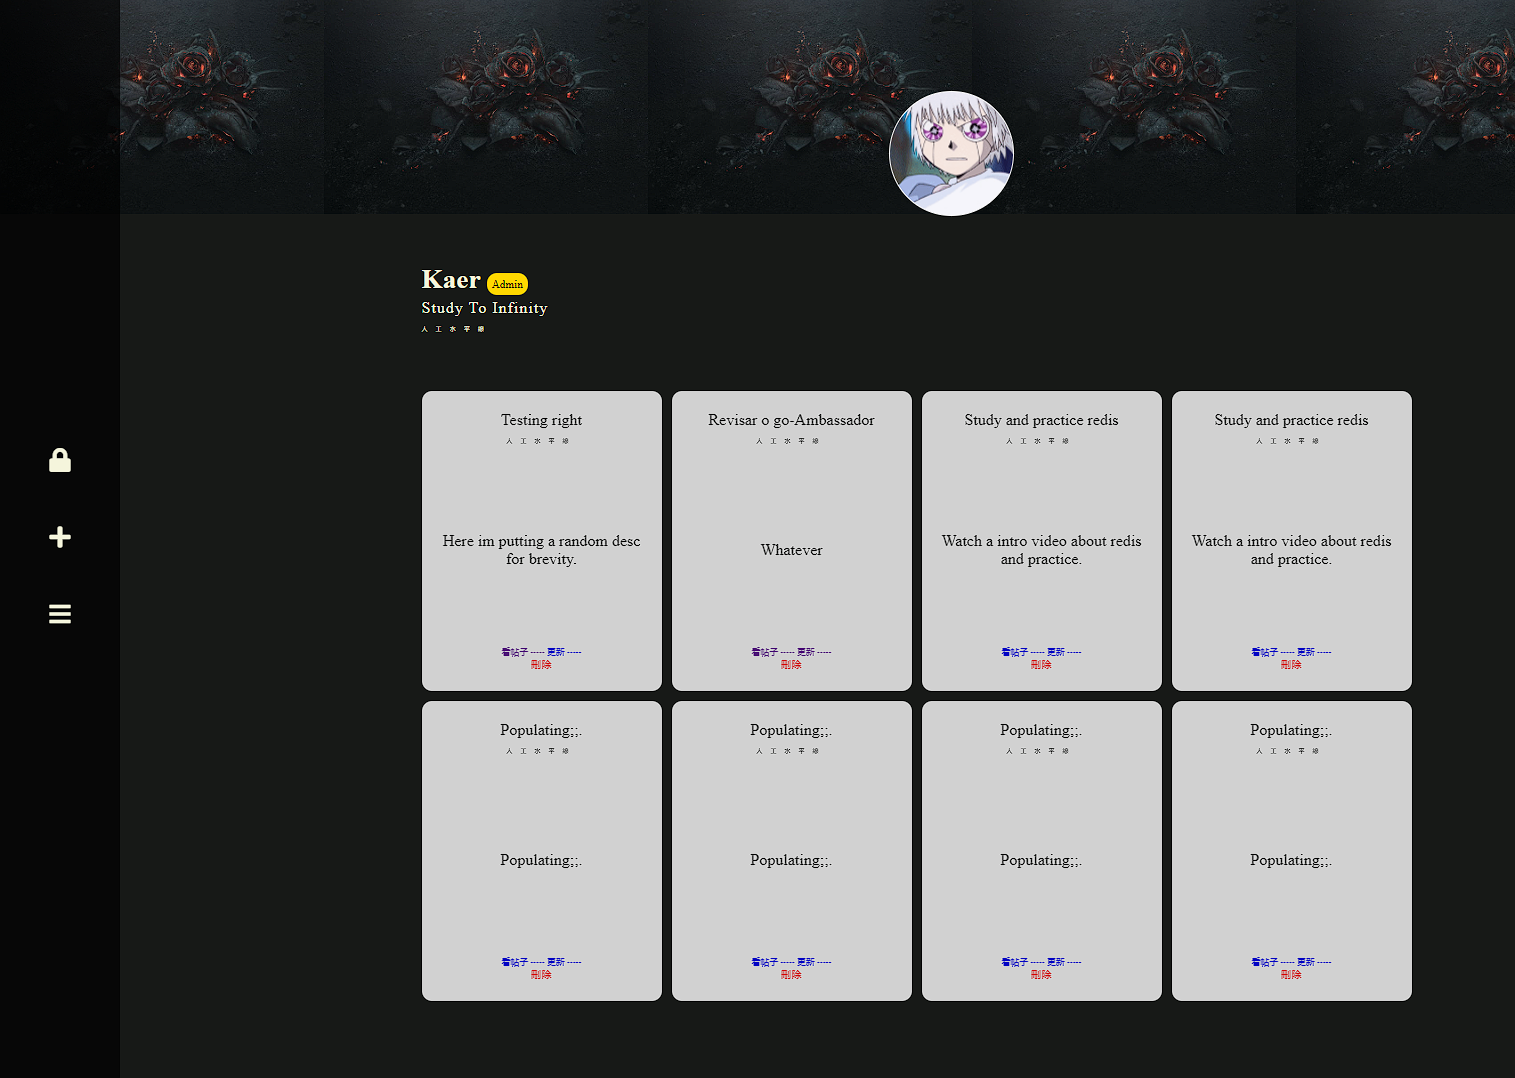 Kaer Admin
Study To Infinity
人工水平線
Testing right
人工水平線
Here im putting a random desc
for brevity.
看帖子 ----- 更新 -----
刪除
Revisar o go-Ambassador
人工水平線
Whatever
看帖子 ----- 更新 -----
刪除
Study and practice redis
人工水平線
Watch a intro video about redis
and practice.
看帖子 ----- 更新 -----
刪除
Study and practice redis
人工水平線
Watch a intro video about redis
and practice.
看帖子 ----- 更新 -----
刪除
Populating;;.
人工水平線
Populating;;.
看帖子 ----- 更新 -----
刪除
Populating;;.
人工水平線
Populating;;.
看帖子 ----- 更新 -----
刪除
Populating;;.
人工水平線
Populating;;.
看帖子 ----- 更新 -----
刪除
Populating;;.
人工水平線
Populating;;.
看帖子 ----- 更新 -----
刪除